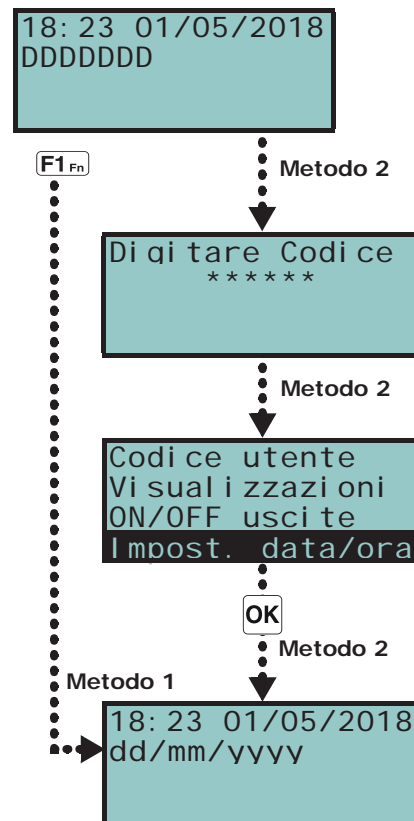 18:23 01/05/2018
DDDDDDD
F1 Fn
Metodo 2
Digitare Codice
******
Metodo 2
Codice utente
Visualizzazioni
ON/OFF uscite
Impost. data/ora
OK
Metodo 2
Metodo 1
18:23 01/05/2018
dd/mm/yyyy